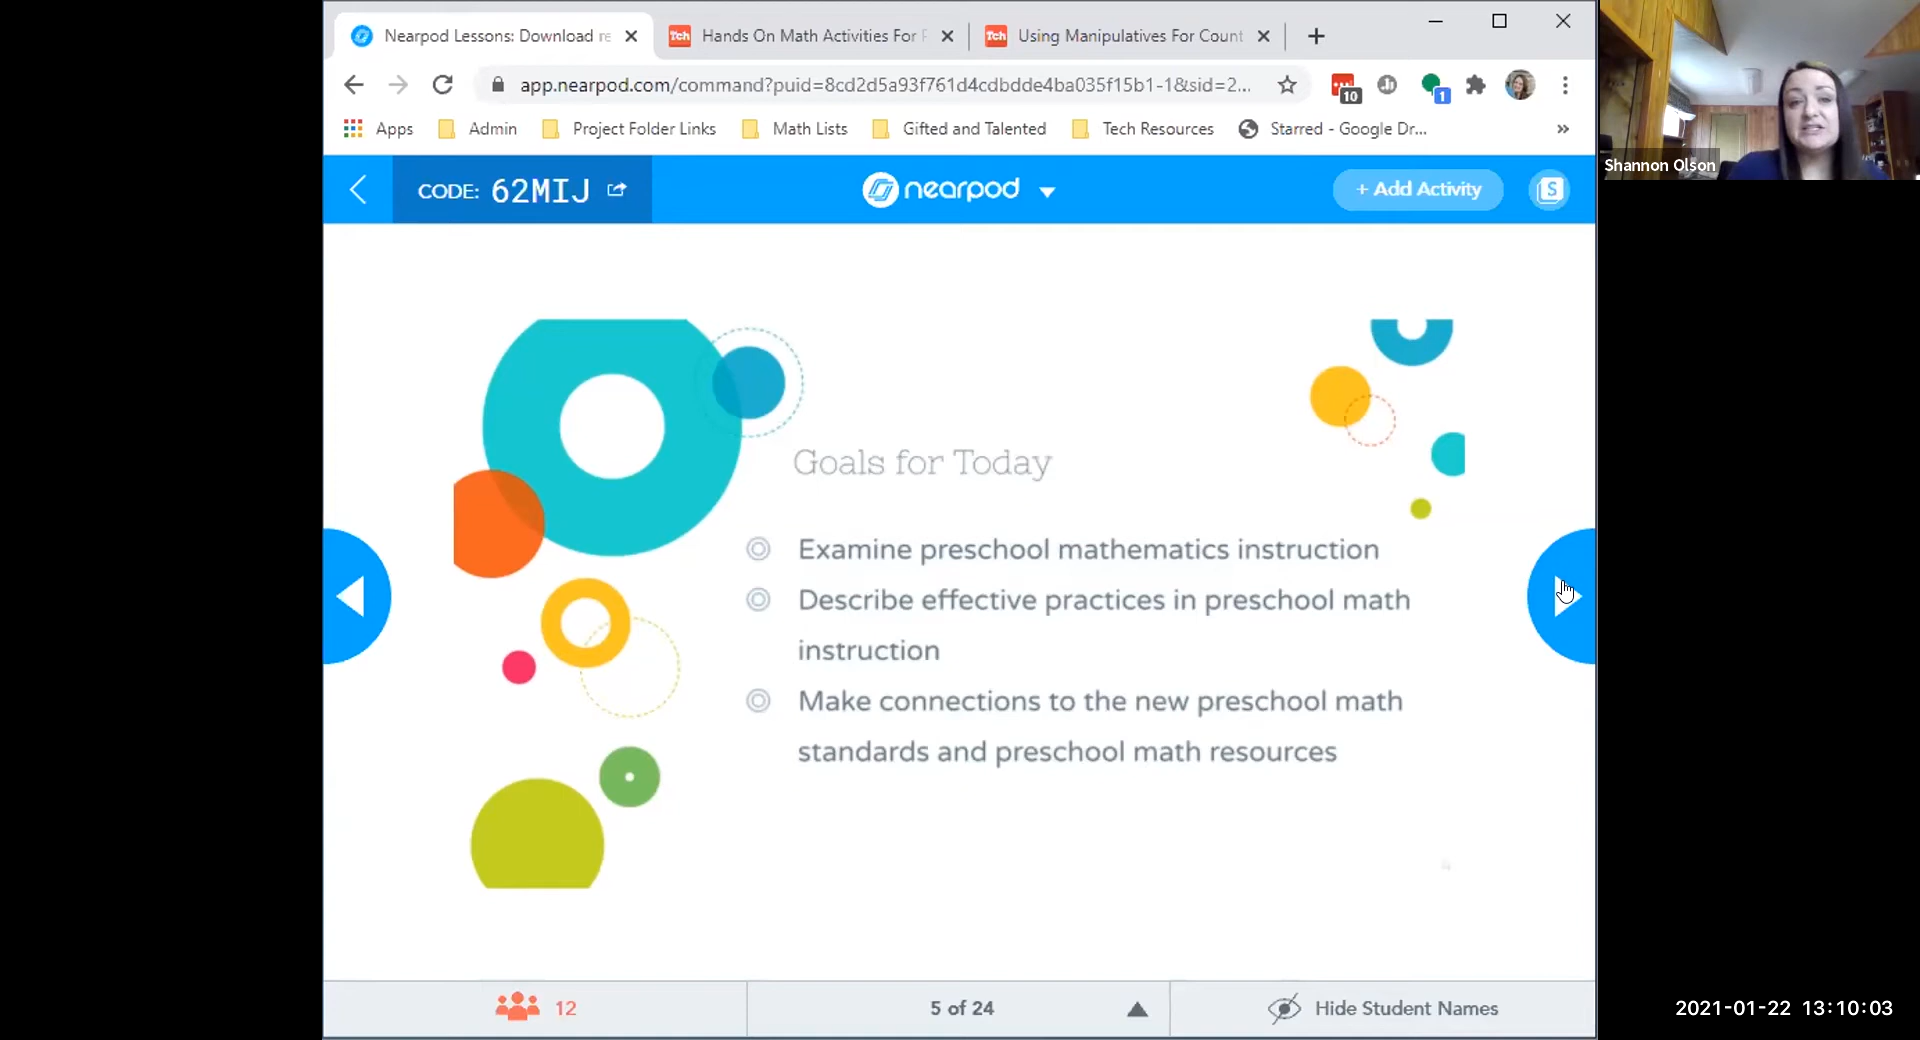 Nearpod Lessons: Download re
Hands On Math Activities For P
Using Manipulatives For Count
app.nearpod.com/command?puid=8cd2d5a93f761d4cdbdde4ba035f15b1-1&sid=2...
10
1
Apps
Admin
Project Folder Links
Math Lists
Gifted and Talented
Tech Resources
Starred - Google Dr...
CODE: 62MIJ
nearpod
+ Add Activity
S
Shannon Olson
Goals for Today
Examine preschool mathematics instruction
Describe effective practices in preschool math
instruction
Make connections to the new preschool math
standards and preschool math resources
12
5 of 24
Hide Student Names
2021-01-22 13:10:03